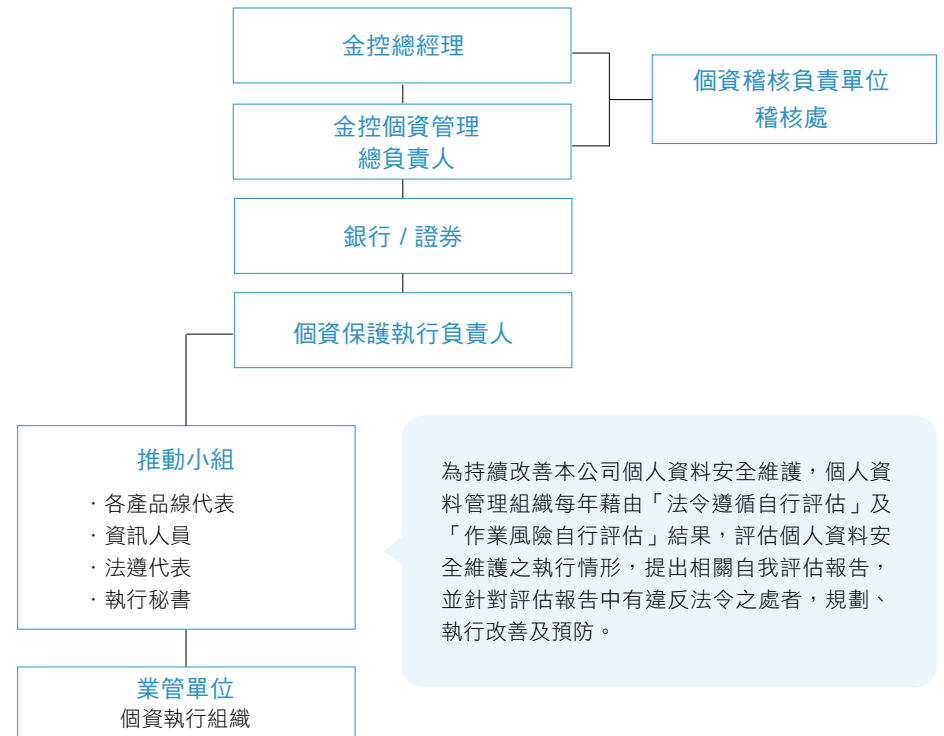 金控總經理
個資稽核負責單位
稽核處
金控個資管理
總負責人
銀行 / 證券
個資保護執行負責人
推動小組
· 各產品線代表
· 資訊人員
· 法遵代表
· 執行秘書
為持續改善本公司個人資料安全維護，個人資
料管理組織每年藉由「法令遵循自行評估」及
「作業風險自行評估」結果，評估個人資料安
全維護之執行情形，提出相關自我評估報告，
並針對評估報告中有違反法令之處者，規劃、
執行改善及預防。
業管單位
個資執行組織